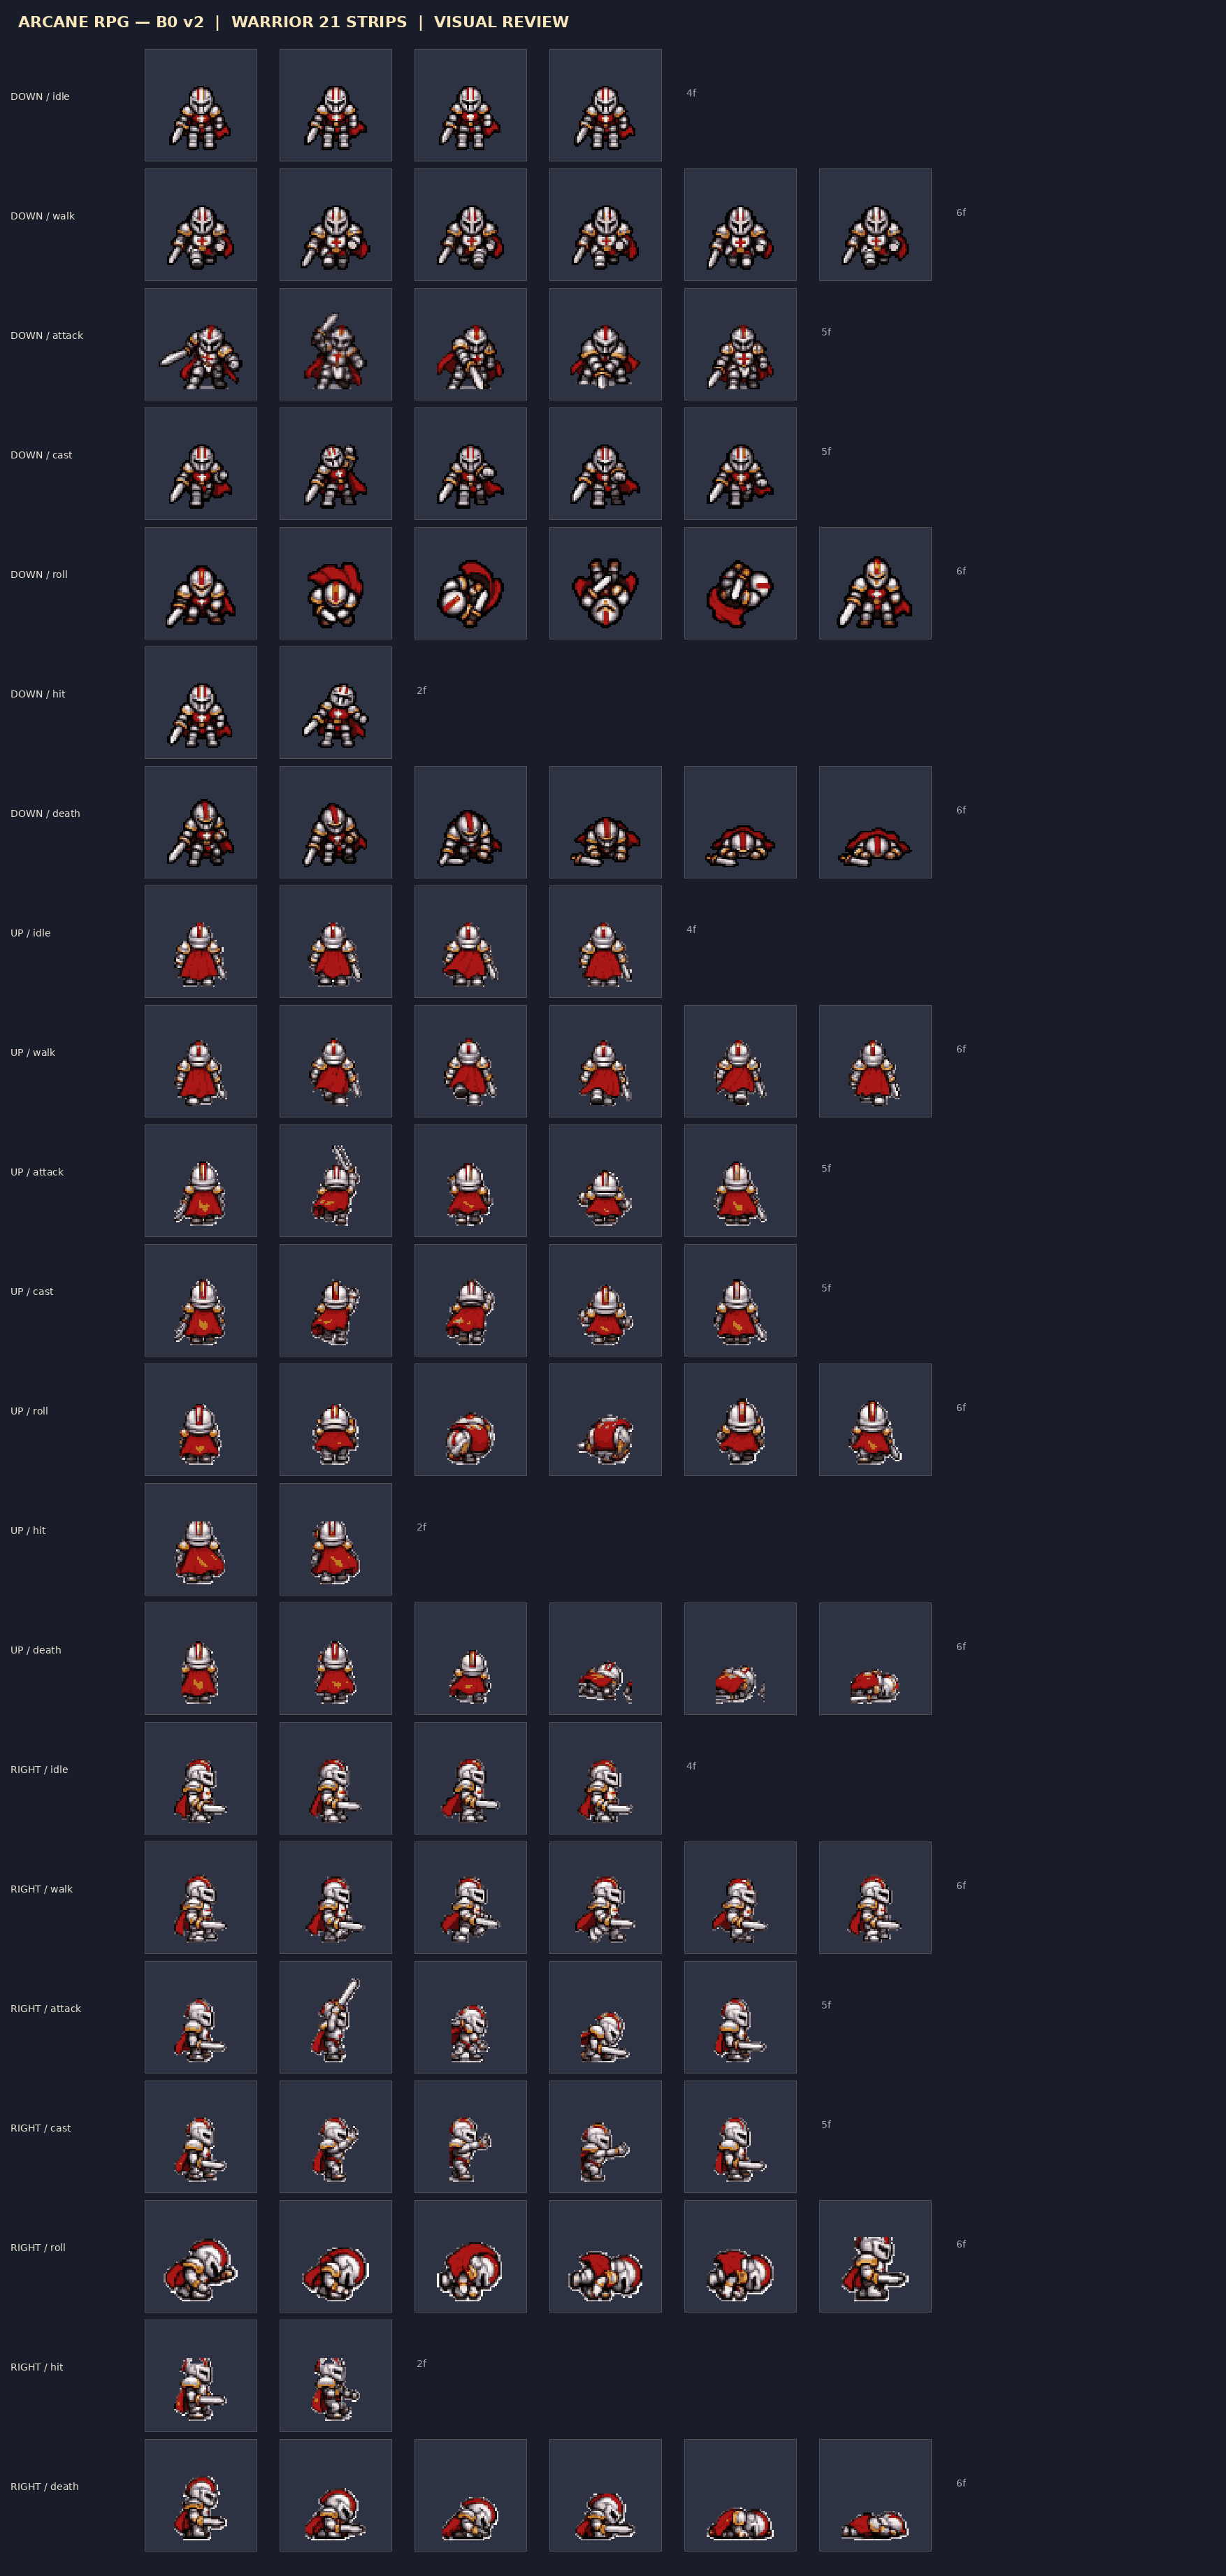 ARCANE RPG — B0 v2 | WARRIOR 21 STRIPS | VISUAL REVIEW
DOWN / idle 4f
DOWN / walk 6f
DOWN / attack 5f
DOWN / cast 5f
DOWN / roll 6f
DOWN / hit 2f
DOWN / death 6f
UP / idle 4f
UP / walk 6f
UP / attack 5f
UP / cast 5f
UP / roll 6f
UP / hit 2f
UP / death 6f
RIGHT / idle 4f
RIGHT / walk 6f
RIGHT / attack 5f
RIGHT / cast 5f
RIGHT / roll 6f
RIGHT / hit 2f
RIGHT / death 6f